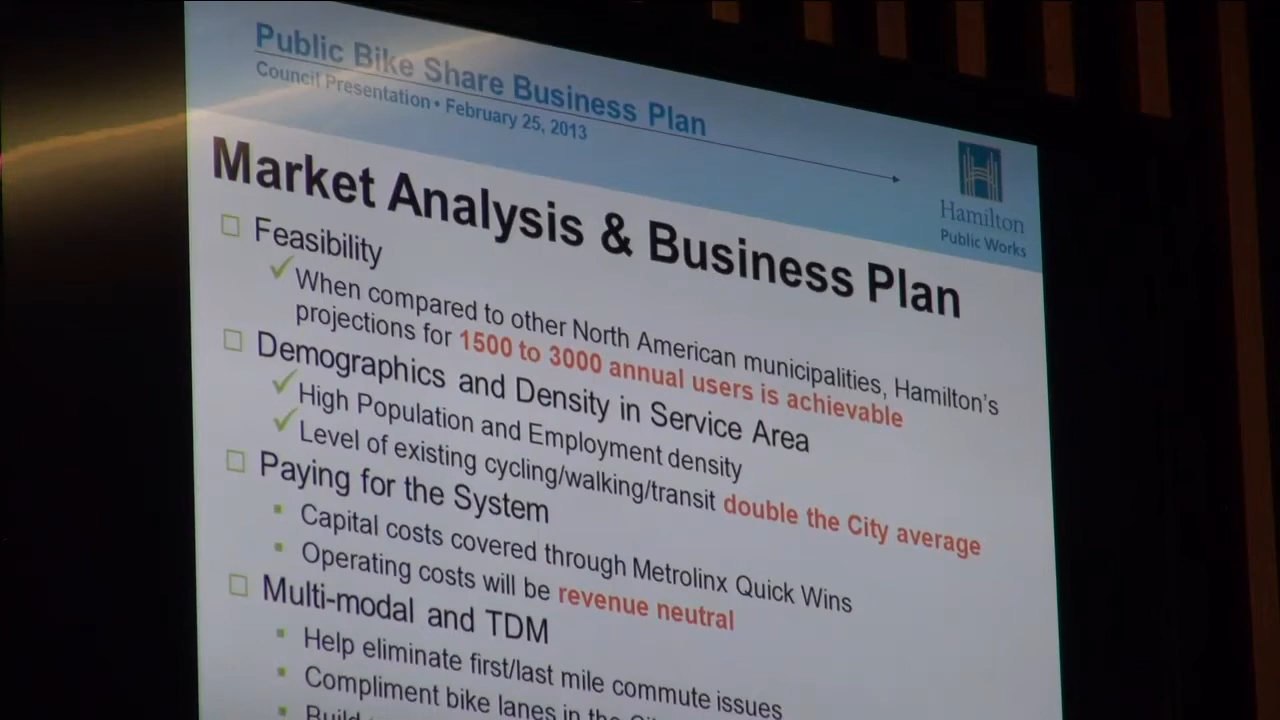 Public Bike Share Business Plan
Council Presentation • February 25, 2013
Hamilton
Public Works
Market Analysis & Business Plan
Feasibility
When compared to other North American municipalities, Hamilton's
projections for 1500 to 3000 annual users is achievable
Demographics and Density in Service Area
High Population and Employment density
Level of existing cycling/walking/transit double the City average
Paying for the System
Capital costs covered through Metrolinx Quick Wins
Operating costs will be revenue neutral
Multi-modal and TDM
Help eliminate first/last mile commute issues
Compliment bike lanes in the
Build